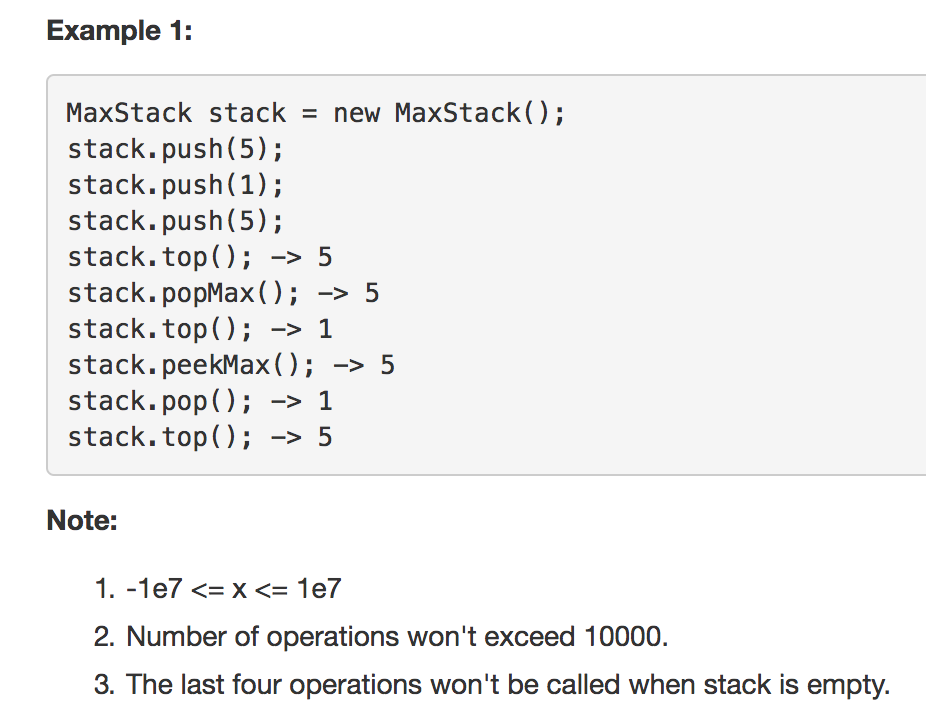 Example 1:
MaxStack stack = new MaxStack();
stack.push(5);
stack.push(1);
stack.push(5);
stack.top(); -> 5
stack.popMax(); -> 5
stack.top(); -> 1
stack.peekMax(); -> 5
stack.pop(); -> 1
stack.top(); -> 5
Note:
1. -1e7 <= x <= 1e7
2. Number of operations won't exceed 10000.
3. The last four operations won't be called when stack is empty.